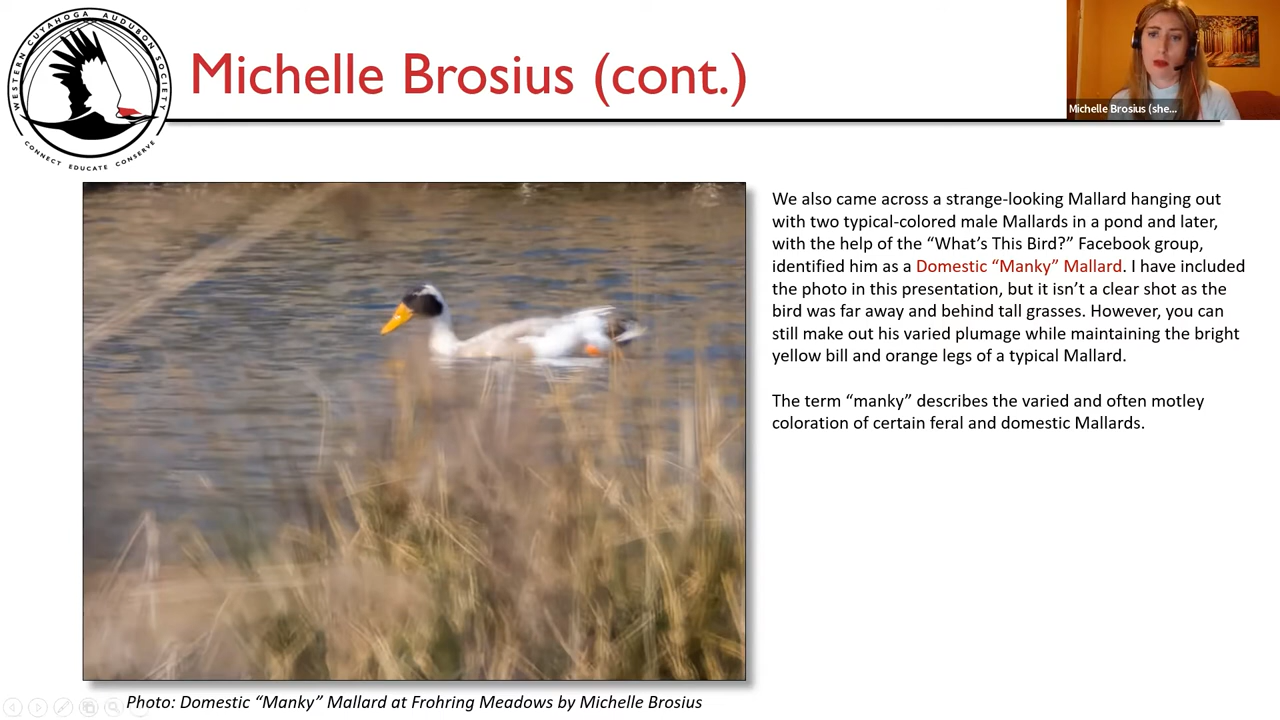 WESTERN CUYAHOGA AUDUBON SOCIETY
CONNECT EDUCATE CONSERVE
Michelle Brosius (cont.)
Michelle Brosius (she...
We also came across a strange-looking Mallard hanging out
with two typical-colored male Mallards in a pond and later,
with the help of the “What’s This Bird?” Facebook group,
identified him as a Domestic “Manky” Mallard. I have included
the photo in this presentation, but it isn’t a clear shot as the
bird was far away and behind tall grasses. However, you can
still make out his varied plumage while maintaining the bright
yellow bill and orange legs of a typical Mallard.
The term “manky” describes the varied and often motley
coloration of certain feral and domestic Mallards.
Photo: Domestic “Manky” Mallard at Frohring Meadows by Michelle Brosius